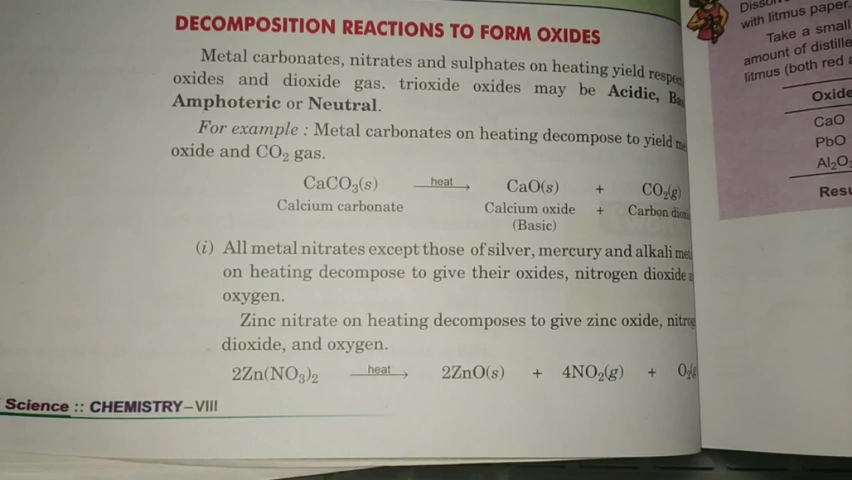 DECOMPOSITION REACTIONS TO FORM OXIDES
Metal carbonates, nitrates and sulphates on heating yield
oxides and dioxide gas. trioxide oxides may be Acidic,
Amphoteric or Neutral.
For example : Metal carbonates on heating decompose to yield
oxide and CO₂ gas.
CaCO₃(s) heat → CaO(s) + CO₂(g)
Calcium carbonate Calcium oxide + Carbon
(Basic)
(i) All metal nitrates except those of silver, mercury and alkali
on heating decompose to give their oxides, nitrogen dioxide
oxygen.
Zinc nitrate on heating decomposes to give zinc oxide,
dioxide, and oxygen.
2Zn(NO₃)₂ heat → 2ZnO(s) + 4NO₂(g) + O₂
Science :: CHEMISTRY–VIII
with litmus paper.
Take a small
amount of
litmus (both red
Oxide
CaO
PbO